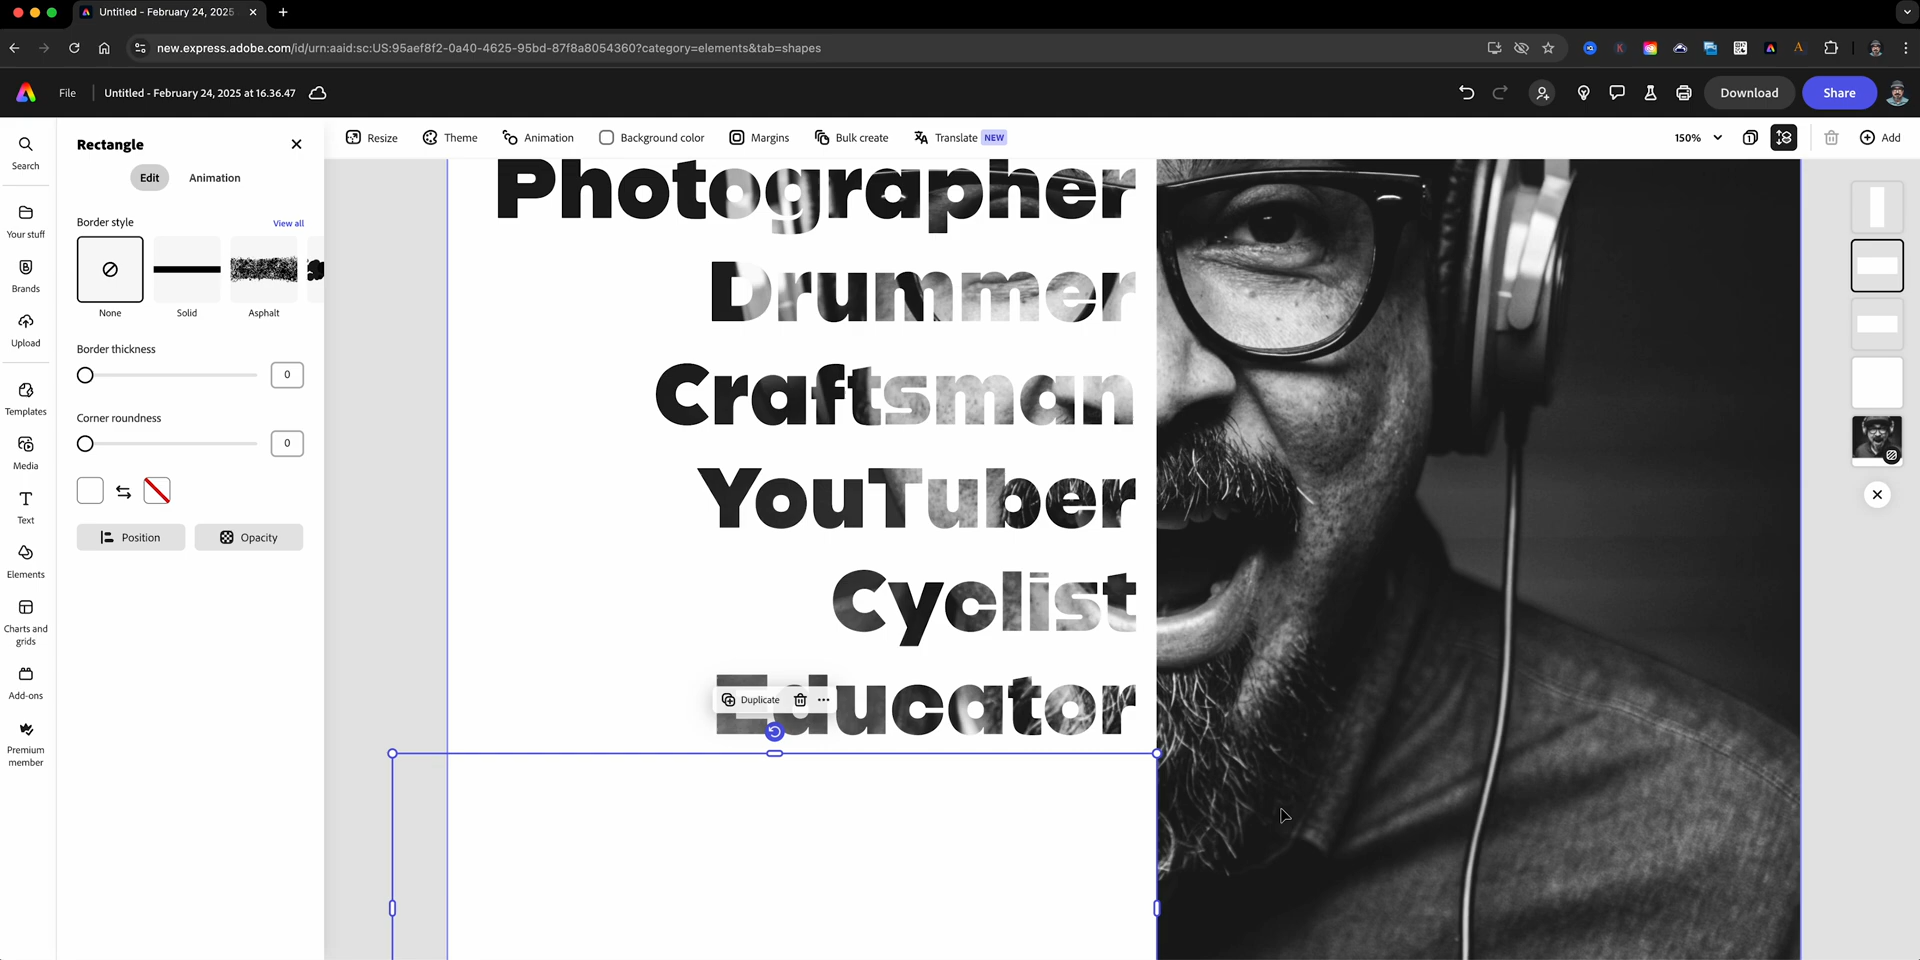 Untitled - February 24, 2025
new.express.adobe.com/id/urn:aaid:sc:US:95aef8f2-0a40-4625-95bd-87f8a8054360?category=elements&tab=shapes
File
Untitled - February 24, 2025 at 16.36.47
Download
Share
Search
Your stuff
Brands
Upload
Templates
Media
Text
Elements
Charts and
grids
Add-ons
Premium
member
Rectangle
Edit
Animation
Border style
View all
None
Solid
Asphalt
Border thickness
0
Corner roundness
0
Position
Opacity
Resize
Theme
Animation
Background color
Margins
Bulk create
Translate NEW
150%
Add
Photographer
Drummer
Craftsman
YouTuber
Cyclist
Educator
Duplicate